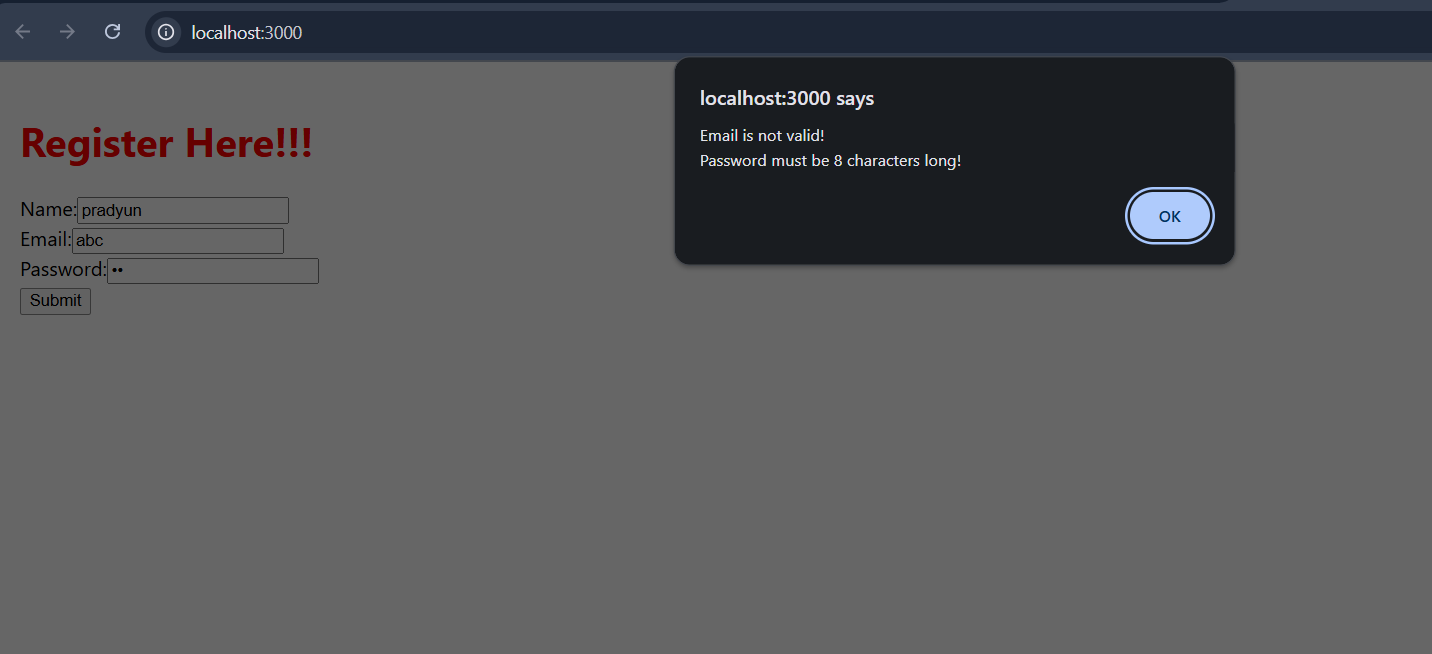 localhost:3000
localhost:3000 says
Email is not valid!
Password must be 8 characters long!
OK
Register Here!!!
Name: pradyun
Email: abc
Password: ••
Submit